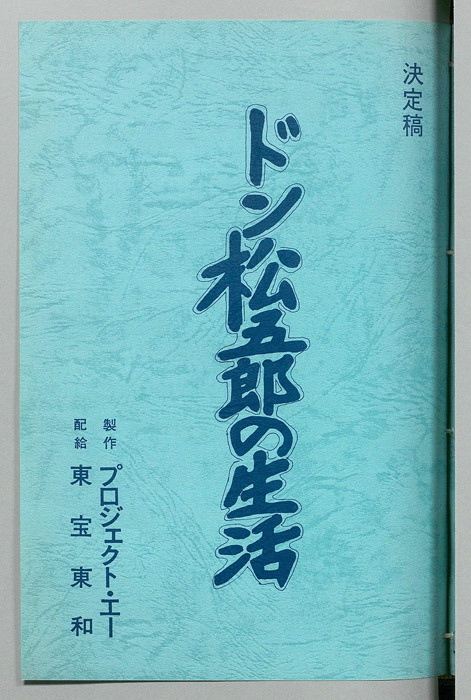 決定稿
ドン松五郎の生活
製作 プロジェクト・エー
配給 東宝東和